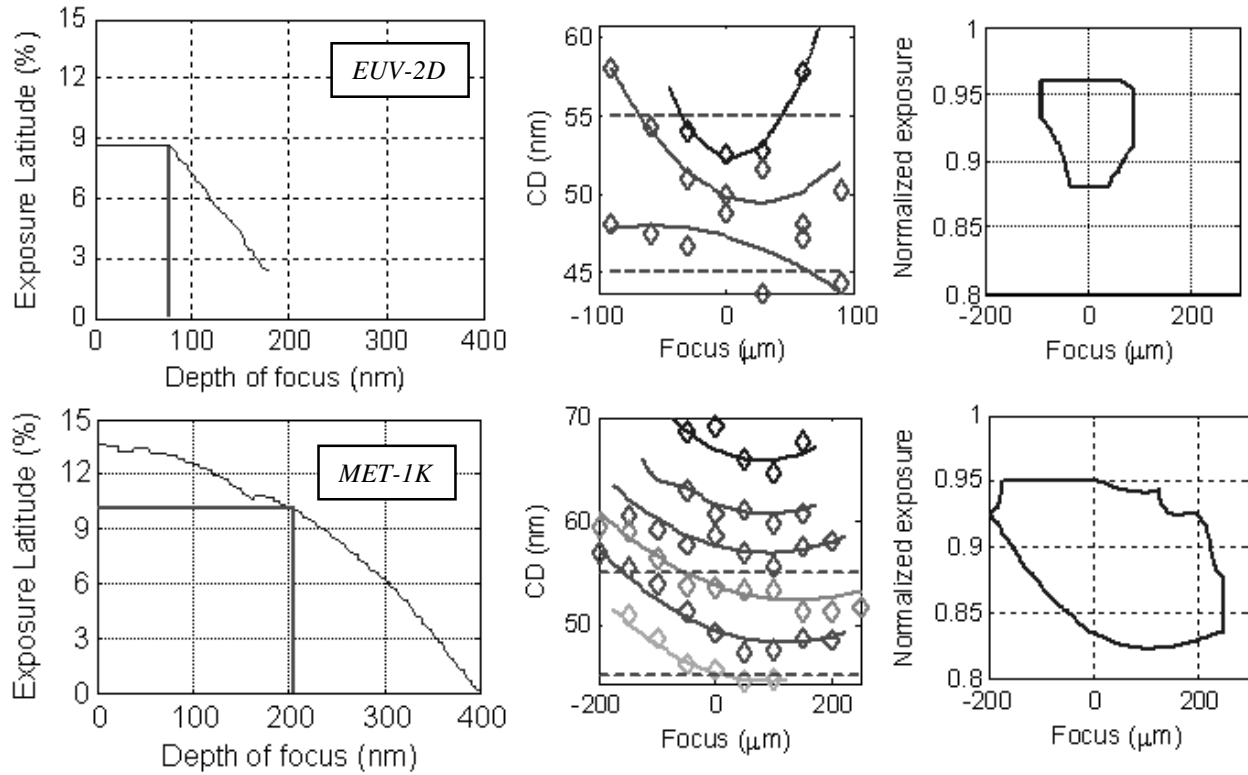 Exposure Latitude (%)
15
12
9
6
3
0
0 100 200 300 400
Depth of focus (nm)
EUV-2D
CD (nm)
60
55
50
45
-100 0 100
Focus (μm)
Normalized exposure
1
0.95
0.9
0.85
0.8
-200 0 200
Focus (μm)
Exposure Latitude (%)
15
12
9
6
3
0
0 100 200 300 400
Depth of focus (nm)
MET-1K
CD (nm)
70
60
50
-200 0 200
Focus (μm)
Normalized exposure
1
0.95
0.9
0.85
0.8
-200 0 200
Focus (μm)